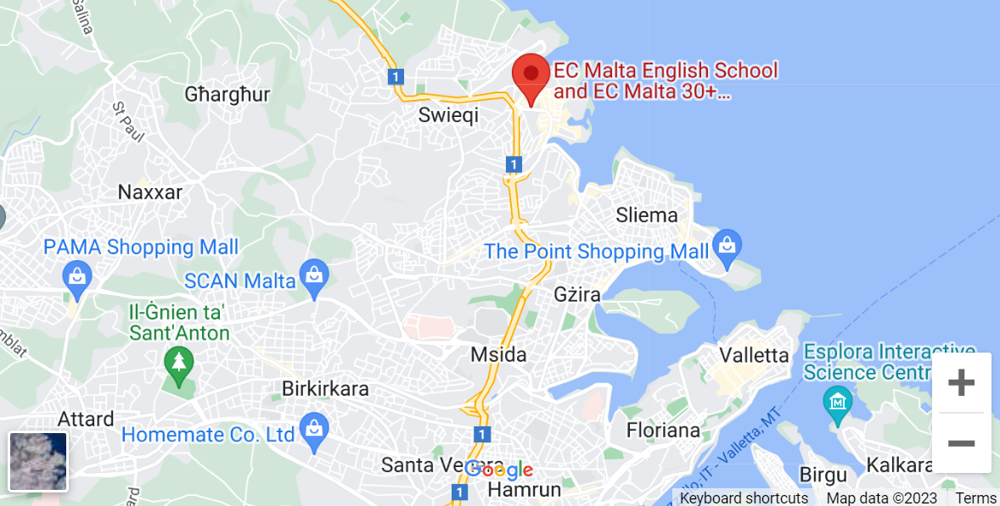 Salina
1
EC Malta English School
and EC Malta 30+...
Għargħur
Swieqi
St Paul
1
Naxxar
Sliema
PAMA Shopping Mall
The Point Shopping Mall
SCAN Malta
Gżira
Il-Ġnien ta'
Sant'Anton
Msida
Valletta
Esplora Interactive
Science Centr
Birkirkara
Attard
Homemate Co. Ltd
1
Floriana
IT - Valletta, MT
Santa Venera
Google
Birgu
Kalkara
1
Hamrun
Keyboard shortcuts
Map data ©2023
Terms